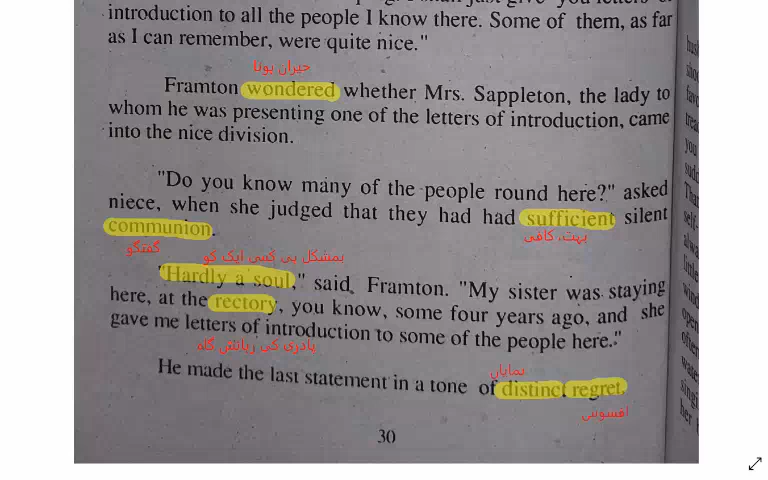 introduction to all the people I know there. Some of them, as far
as I can remember, were quite nice."
حیران ہونا
Framton wondered whether Mrs. Sappleton, the lady to
whom he was presenting one of the letters of introduction, came
into the nice division.
"Do you know many of the people round here?" asked
niece, when she judged that they had had sufficient silent
communion.
بہت، کافی
گفتگو
بمشکل ہی کسی ایک کو
"Hardly a soul," said Framton. "My sister was staying
here, at the rectory, you know, some four years ago, and she
gave me letters of introduction to some of the people here."
پادری کی رہائش گاہ
نمایاں
He made the last statement in a tone of distinct regret.
افسوس
30